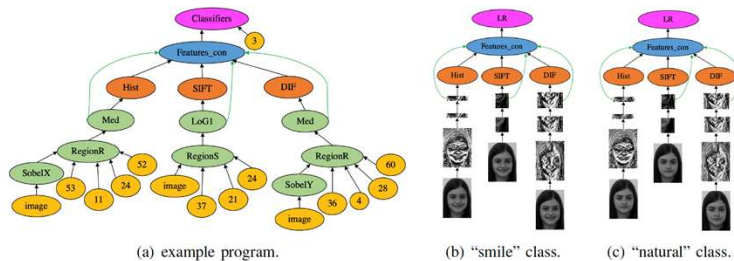 Classifiers
3
Features_con
Hist SIFT DIF
Med LoG1 Med
RegionR 52 RegionS 24 RegionR 60
SobelX 53 11 24 image 37 21 SobelY 36 4 28
image image
(a) example program.
LR
Features_con
Hist SIFT DIF
(b) “smile” class.
LR
Features_con
Hist SIFT DIF
(c) “natural” class.